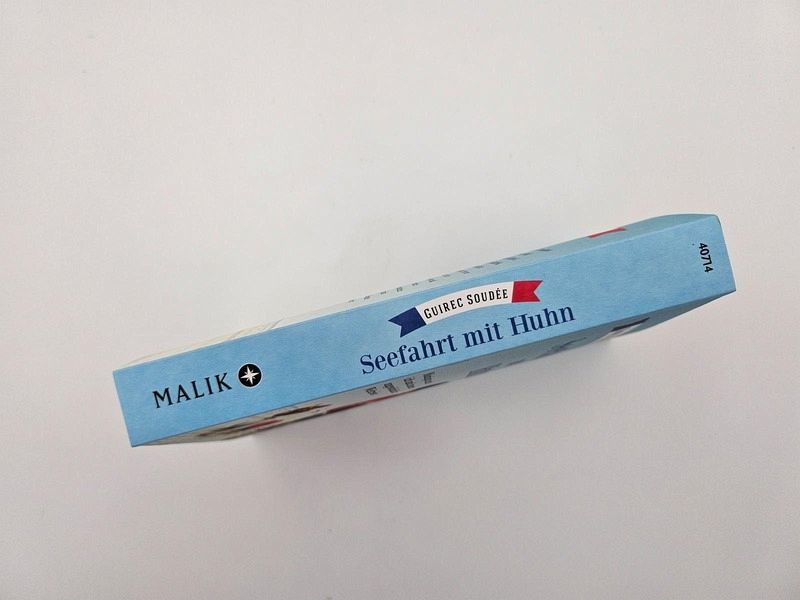 MALIK
GUIREC SOUDÉE
Seefahrt mit Huhn
40714